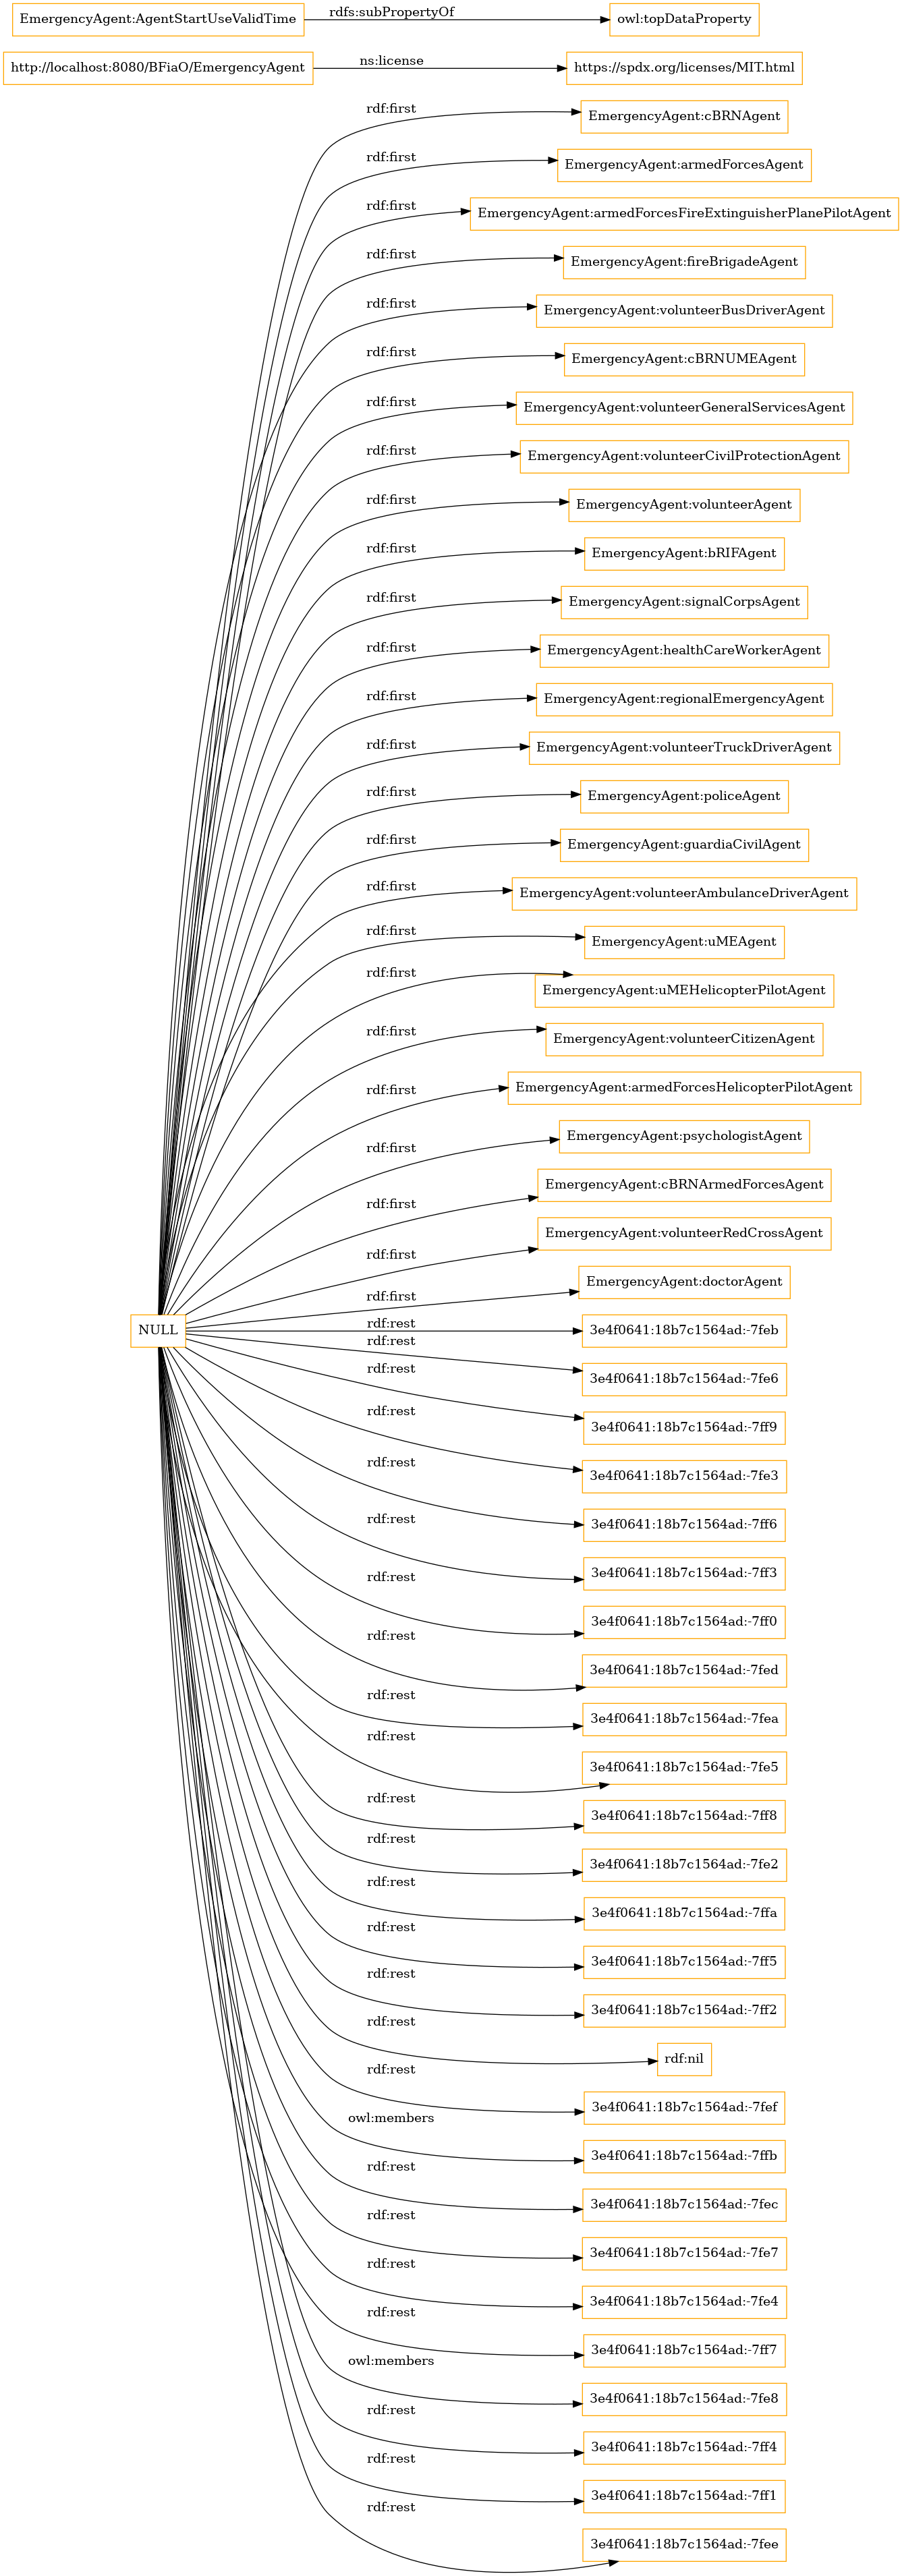 EmergencyAgent:AgentStartUseValidTime
rdfs:subPropertyOf
owl:topDataProperty
http://localhost:8080/BFiaO/EmergencyAgent
ns:license
https://spdx.org/licenses/MIT.html
rdf:first
EmergencyAgent:cBRNAgent
rdf:first
EmergencyAgent:armedForcesAgent
rdf:first
EmergencyAgent:armedForcesFireExtinguisherPlanePilotAgent
rdf:first
EmergencyAgent:fireBrigadeAgent
rdf:first
EmergencyAgent:volunteerBusDriverAgent
rdf:first
EmergencyAgent:cBRNUMEAgent
rdf:first
EmergencyAgent:volunteerGeneralServicesAgent
rdf:first
EmergencyAgent:volunteerCivilProtectionAgent
rdf:first
EmergencyAgent:volunteerAgent
rdf:first
EmergencyAgent:bRIFAgent
rdf:first
EmergencyAgent:signalCorpsAgent
rdf:first
EmergencyAgent:healthCareWorkerAgent
rdf:first
EmergencyAgent:regionalEmergencyAgent
rdf:first
EmergencyAgent:volunteerTruckDriverAgent
rdf:first
EmergencyAgent:policeAgent
rdf:first
EmergencyAgent:guardiaCivilAgent
rdf:first
EmergencyAgent:volunteerAmbulanceDriverAgent
rdf:first
EmergencyAgent:uMEAgent
rdf:first
EmergencyAgent:uMEHelicopterPilotAgent
rdf:first
EmergencyAgent:volunteerCitizenAgent
rdf:first
EmergencyAgent:armedForcesHelicopterPilotAgent
rdf:first
EmergencyAgent:psychologistAgent
rdf:first
EmergencyAgent:cBRNArmedForcesAgent
rdf:first
EmergencyAgent:volunteerRedCrossAgent
rdf:first
EmergencyAgent:doctorAgent
NULL
rdf:rest
3e4f0641:18b7c1564ad:-7feb
rdf:rest
3e4f0641:18b7c1564ad:-7fe6
rdf:rest
3e4f0641:18b7c1564ad:-7ff9
rdf:rest
3e4f0641:18b7c1564ad:-7fe3
rdf:rest
3e4f0641:18b7c1564ad:-7ff6
rdf:rest
3e4f0641:18b7c1564ad:-7ff3
rdf:rest
3e4f0641:18b7c1564ad:-7ff0
rdf:rest
3e4f0641:18b7c1564ad:-7fed
rdf:rest
3e4f0641:18b7c1564ad:-7fea
rdf:rest
3e4f0641:18b7c1564ad:-7fe5
rdf:rest
3e4f0641:18b7c1564ad:-7ff8
rdf:rest
3e4f0641:18b7c1564ad:-7fe2
rdf:rest
3e4f0641:18b7c1564ad:-7ffa
rdf:rest
3e4f0641:18b7c1564ad:-7ff5
rdf:rest
3e4f0641:18b7c1564ad:-7ff2
rdf:rest
rdf:nil
rdf:rest
3e4f0641:18b7c1564ad:-7fef
owl:members
3e4f0641:18b7c1564ad:-7ffb
rdf:rest
3e4f0641:18b7c1564ad:-7fec
rdf:rest
3e4f0641:18b7c1564ad:-7fe7
rdf:rest
3e4f0641:18b7c1564ad:-7fe4
rdf:rest
3e4f0641:18b7c1564ad:-7ff7
owl:members
3e4f0641:18b7c1564ad:-7fe8
rdf:rest
3e4f0641:18b7c1564ad:-7ff4
rdf:rest
3e4f0641:18b7c1564ad:-7ff1
rdf:rest
3e4f0641:18b7c1564ad:-7fee